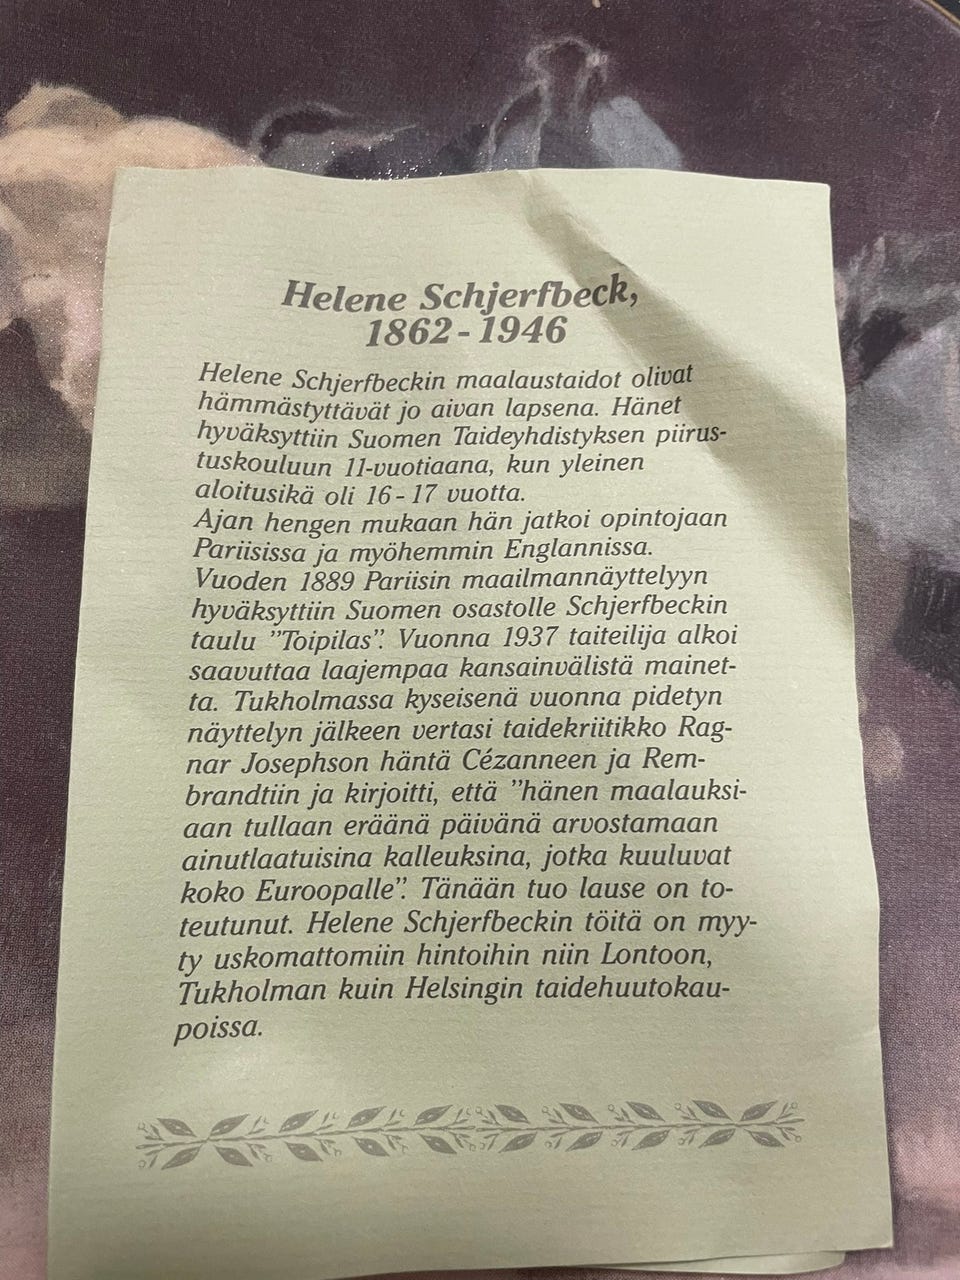 Helene Schjerfbeck,
1862 - 1946
Helene Schjerfbeckin maalaustaidot olivat
hämmästyttävät jo aivan lapsena. Hänet
hyväksyttiin Suomen Taideyhdistyksen piirus-
tuskouluun 11-vuotiaana, kun yleinen
aloitusikä oli 16 - 17 vuotta.
Ajan hengen mukaan hän jatkoi opintojaan
Pariisissa ja myöhemmin Englannissa.
Vuoden 1889 Pariisin maailmannäyttelyyn
hyväksyttiin Suomen osastolle Schjerfbeckin
taulu ”Toipilas”. Vuonna 1937 taiteilija alkoi
saavuttaa laajempaa kansainvälistä mainet-
ta. Tukholmassa kyseisenä vuonna pidetyn
näyttelyn jälkeen vertasi taidekriitikko Rag-
nar Josephson häntä Cézanneen ja Rem-
brandtiin ja kirjoitti, että ”hänen maalauksi-
aan tullaan eräänä päivänä arvostamaan
ainutlaatuisina kalleuksina, jotka kuuluvat
koko Euroopalle”. Tänään tuo lause on to-
teutunut. Helene Schjerfbeckin töitä on myy-
ty uskomattomiin hintoihin niin Lontoon,
Tukholman kuin Helsingin taidehuutokau-
poissa.